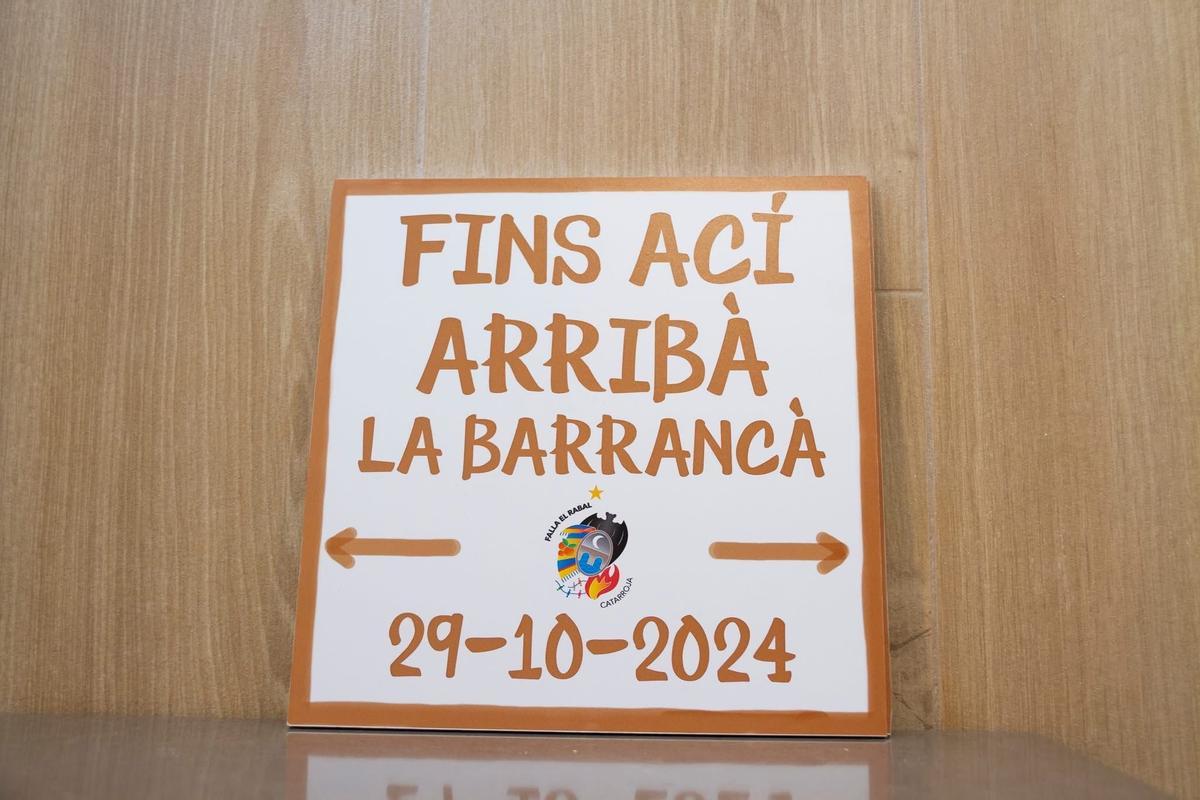 FINS ACÍ
ARRIBÀ
LA BARRANCÀ
FALLA EL RABAL
CATARROJA
29-10-2024